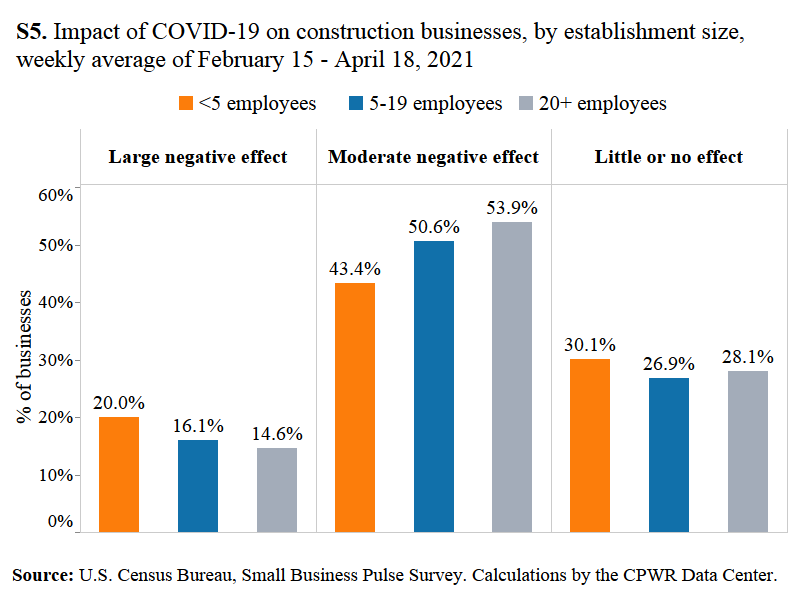 S5. Impact of COVID-19 on construction businesses, by establishment size,
weekly average of February 15 - April 18, 2021
<5 employees 5-19 employees 20+ employees
Large negative effect Moderate negative effect Little or no effect
% of businesses
60%
50%
40%
30%
20%
10%
0%
20.0% 16.1% 14.6%
43.4% 50.6% 53.9%
30.1% 26.9% 28.1%
Source: U.S. Census Bureau, Small Business Pulse Survey. Calculations by the CPWR Data Center.